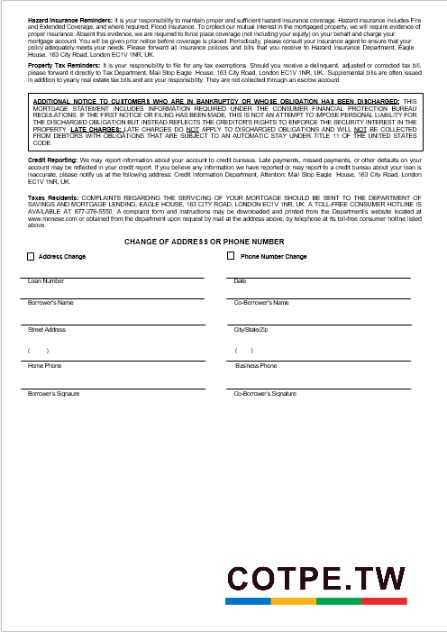 Hazard Insurance Reminders: It is your responsibility to maintain proper and sufficient hazard insurance coverage. Hazard insurance includes Fire
and Extended Coverage, and where required, Flood insurance. To protect our mutual interest in the mortgaged property, we will require evidence of
proper insurance. Absent this evidence, we are required to force place coverage (not including your equity) on your behalf and charge your
mortgage account. You will be given prior notice before coverage is placed. Periodically, please consult your insurance agent to ensure that your
policy adequately meets your needs. Please forward all insurance policies and bills that you receive to Hazard Insurance Department, Eagle
House, 163 City Road, London EC1V 1NR, UK.
Property Tax Reminders: It is your responsibility to file for any tax exemptions. Should you receive a delinquent, adjusted or corrected tax bill,
please forward it directly to Tax Department, Mail Stop Eagle House, 163 City Road, London EC1V 1NR, UK. Supplemental bills are often issued
in addition to yearly real estate tax bills and are your responsibility. They are not collected through an escrow account.
ADDITIONAL NOTICE TO CUSTOMERS WHO ARE IN BANKRUPTCY OR WHOSE OBLIGATION HAS BEEN DISCHARGED: THIS
MORTGAGE STATEMENT INCLUDES INFORMATION REQUIRED UNDER THE CONSUMER FINANCIAL PROTECTION BUREAU
REGULATIONS. IF THE FIRST NOTICE OR FILING HAS BEEN MADE, THIS IS NOT AN ATTEMPT TO IMPOSE PERSONAL LIABILITY FOR
THE DISCHARGED OBLIGATION BUT INSTEAD REFLECTS THE CREDITOR'S RIGHTS TO ENFORCE THE SECURITY INTEREST IN THE
PROPERTY. LATE CHARGES: LATE CHARGES DO NOT APPLY TO DISCHARGED OBLIGATIONS AND WILL NOT BE COLLECTED
FROM DEBTORS WITH OBLIGATIONS THAT ARE SUBJECT TO AN AUTOMATIC STAY UNDER TITLE 11 OF THE UNITED STATES
CODE.
Credit Reporting: We may report information about your account to credit bureaus. Late payments, missed payments, or other defaults on your
account may be reflected in your credit report. If you believe any information we have reported or may report to a credit bureau about your loan is
inaccurate, please notify us at the following address: Credit Information Department, Attention: Mail Stop Eagle House, 163 City Road, London
EC1V 1NR, UK.
Texas Residents: COMPLAINTS REGARDING THE SERVICING OF YOUR MORTGAGE SHOULD BE SENT TO THE DEPARTMENT OF
SAVINGS AND MORTGAGE LENDING, EAGLE HOUSE, 163 CITY ROAD, LONDON EC1V 1NR, UK. A TOLL-FREE CONSUMER HOTLINE IS
AVAILABLE AT 877-276-5550. A complaint form and instructions may be downloaded and printed from the Department's website located at
www.monese.com or obtained from the department upon request by mail at the address above, by telephone at its toll-free consumer hotline listed
above.
CHANGE OF ADDRESS OR PHONE NUMBER
Address Change Phone Number Change
Loan Number Date
Borrower's Name Co-Borrower's Name
Street Address City/State/Zip
( ) ( )
Home Phone Business Phone
Borrower's Signaure Co-Borrower's Signature
COTPE.TW